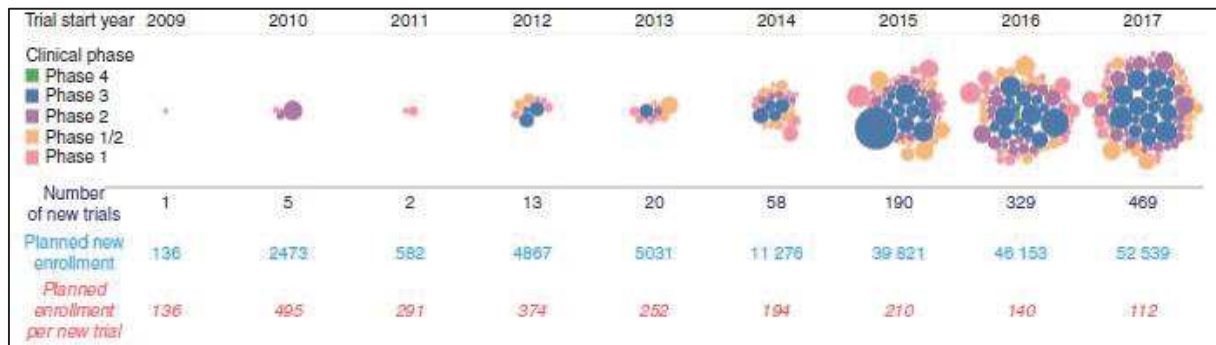 Trial start year 2009 2010 2011 2012 2013 2014 2015 2016 2017
Clinical phase
Phase 4
Phase 3
Phase 2
Phase 1/2
Phase 1
Number
of new trials 1 5 2 13 20 58 190 329 469
Planned new
enrollment 136 2473 582 4867 5031 11 276 39 821 46 153 52 539
Planned
enrollment
per new trial 136 495 291 374 252 194 210 140 112